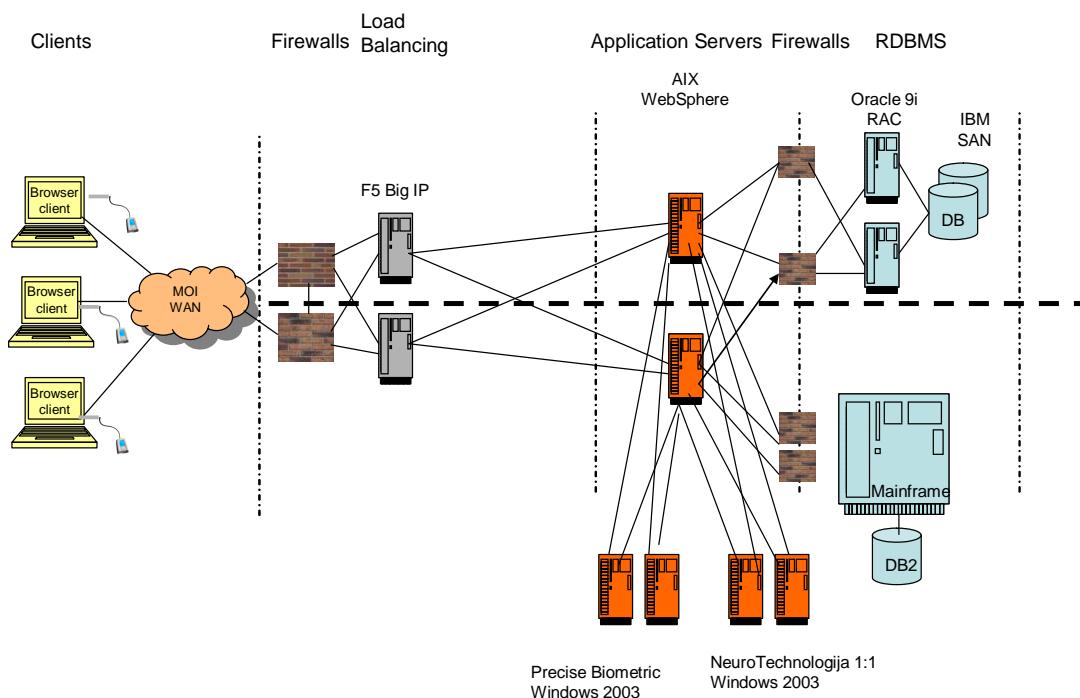 Clients
Firewalls
Load
Balancing
Application Servers
Firewalls
RDBMS
AIX
WebSphere
Oracle 9i
RAC
IBM
SAN
F5 Big IP
Browser
client
Browser
client
Browser
client
MOI
WAN
DB
Mainframe
DB2
Precise Biometric
Windows 2003
NeuroTechnologija 1:1
Windows 2003